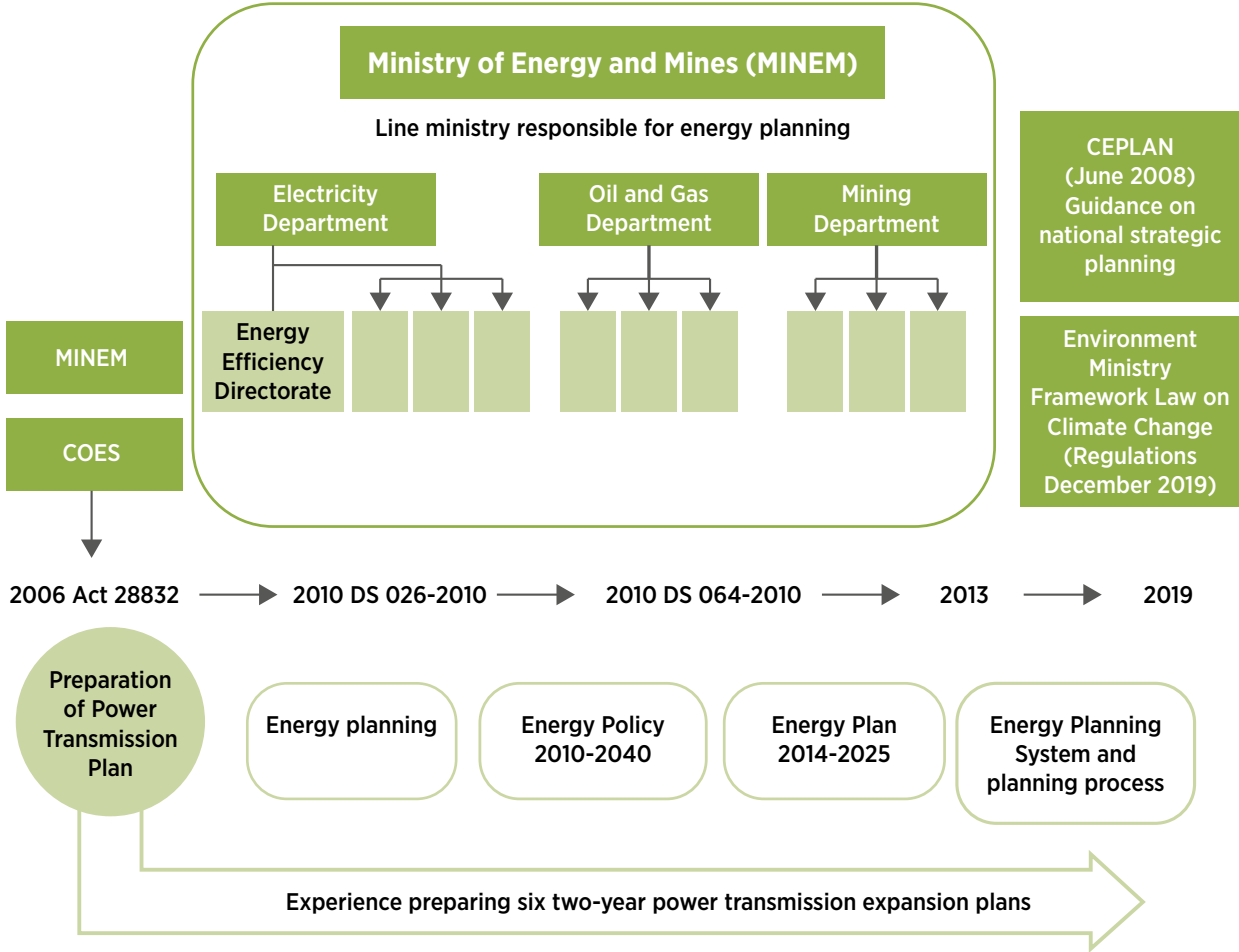 Ministry of Energy and Mines (MINEM)
Line ministry responsible for energy planning
Electricity
Department
Oil and Gas
Department
Mining
Department
Energy
Efficiency
Directorate
MINEM
COES
CEPLAN
(June 2008)
Guidance on
national strategic
planning
Environment
Ministry
Framework Law on
Climate Change
(Regulations
December 2019)
2006 Act 28832
2010 DS 026-2010
2010 DS 064-2010
2013
2019
Preparation
of Power
Transmission
Plan
Energy planning
Energy Policy
2010-2040
Energy Plan
2014-2025
Energy Planning
System and
planning process
Experience preparing six two-year power transmission expansion plans